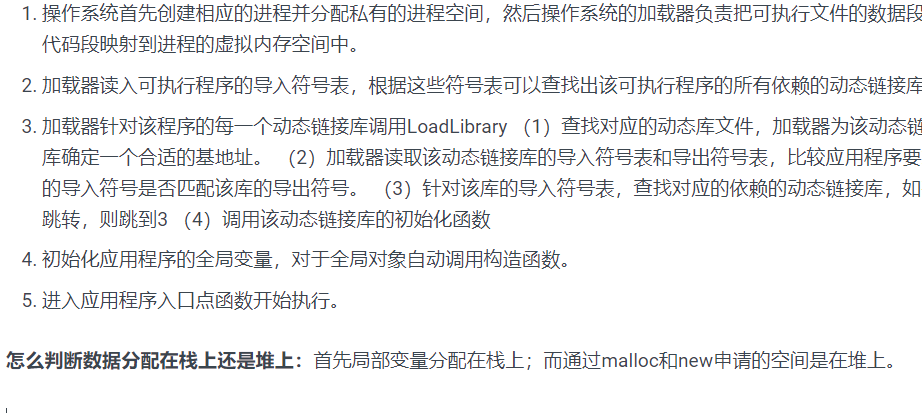 1. 操作系统首先创建相应的进程并分配私有的进程空间，然后操作系统的加载器负责把可执行文件的数据段
代码段映射到进程的虚拟内存空间中。
2. 加载器读入可执行程序的导入符号表，根据这些符号表可以查找出该可执行程序的所有依赖的动态链接库
3. 加载器针对该程序的每一个动态链接库调用LoadLibrary （1）查找对应的动态库文件，加载器为该动态链
库确定一个合适的基地址。 （2）加载器读取该动态链接库的导入符号表和导出符号表，比较应用程序要
的导入符号是否匹配该库的导出符号。 （3）针对该库的导入符号表，查找对应的依赖的动态链接库，如
跳转，则跳到3 （4）调用该动态链接库的初始化函数
4. 初始化应用程序的全局变量，对于全局对象自动调用构造函数。
5. 进入应用程序入口点函数开始执行。
怎么判断数据分配在栈上还是堆上：首先局部变量分配在栈上；而通过malloc和new申请的空间是在堆上。